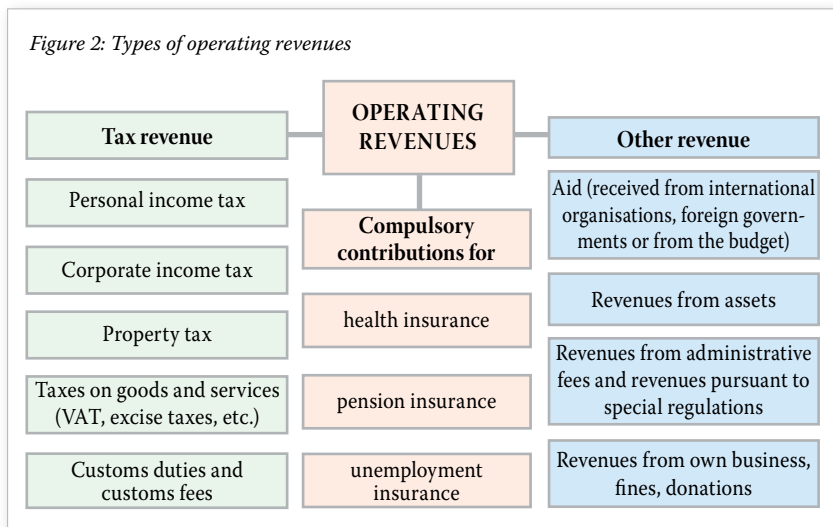 Figure 2: Types of operating revenues
OPERATING
REVENUES
Tax revenue
Personal income tax
Corporate income tax
Property tax
Taxes on goods and services
(VAT, excise taxes, etc.)
Customs duties and
customs fees
Compulsory
contributions for
health insurance
pension insurance
unemployment
insurance
Other revenue
Aid (received from international
organisations, foreign govern-
ments or from the budget)
Revenues from assets
Revenues from administrative
fees and revenues pursuant to
special regulations
Revenues from own business,
fines, donations